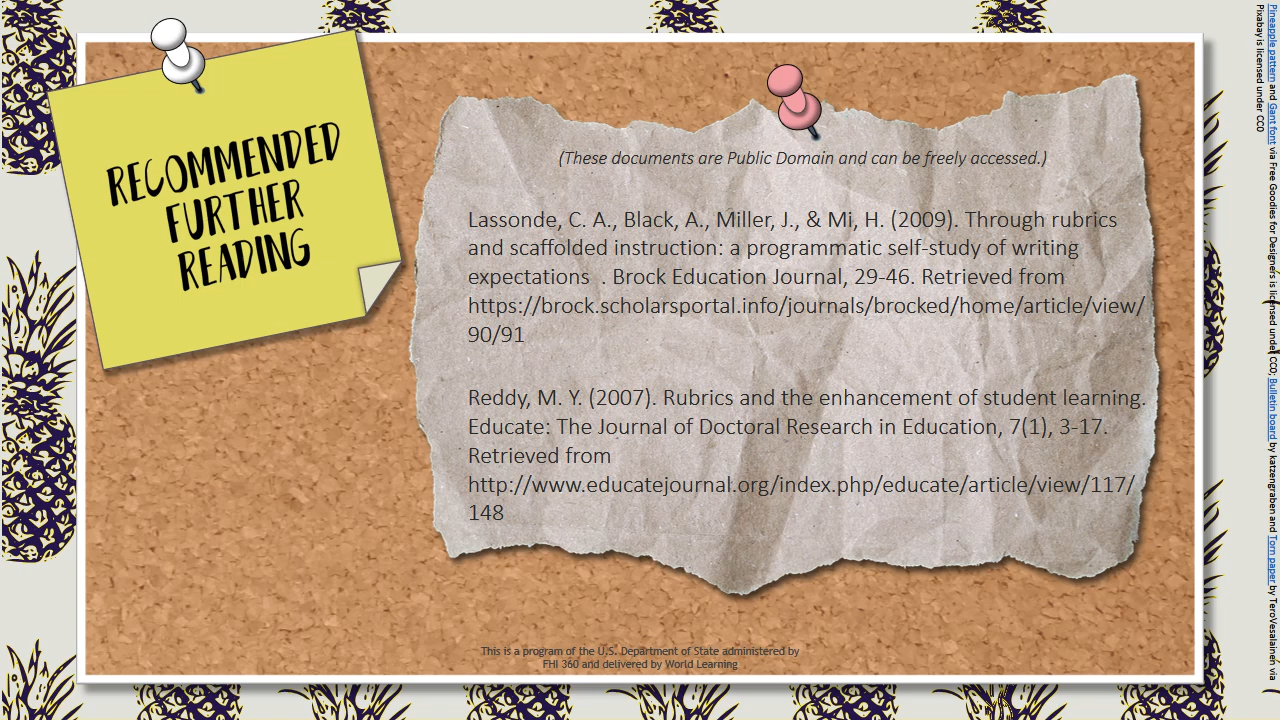 RECOMMENDED
FURTHER
READING
(These documents are Public Domain and can be freely accessed.)
Lassonde, C. A., Black, A., Miller, J., & Mi, H. (2009). Through rubrics
and scaffolded instruction: a programmatic self-study of writing
expectations  . Brock Education Journal, 29-46. Retrieved from
https://brock.scholarsportal.info/journals/brocked/home/article/view/
90/91
Reddy, M. Y. (2007). Rubrics and the enhancement of student learning.
Educate: The Journal of Doctoral Research in Education, 7(1), 3-17.
Retrieved from
http://www.educatejournal.org/index.php/educate/article/view/117/
148
This is a program of the U.S. Department of State administered by
FHI 360 and delivered by World Learning
Pineapple pattern and Gant font via Free Goodies for Designers is licensed under CC0; Bulletin board by katzengraben and Torn paper by TeroVesalainen via
Pixabay is licensed under CC0